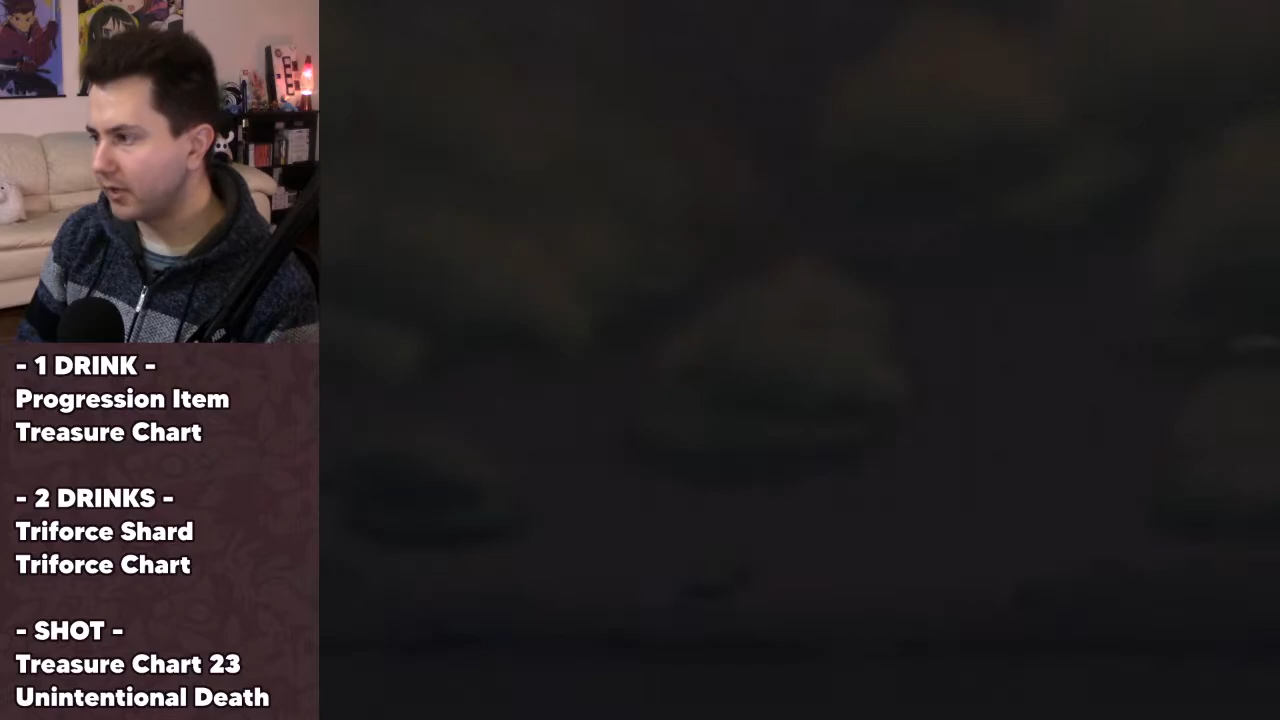 - 1 DRINK -
Progression Item
Treasure Chart
- 2 DRINKS -
Triforce Shard
Triforce Chart
- SHOT -
Treasure Chart 23
Unintentional Death